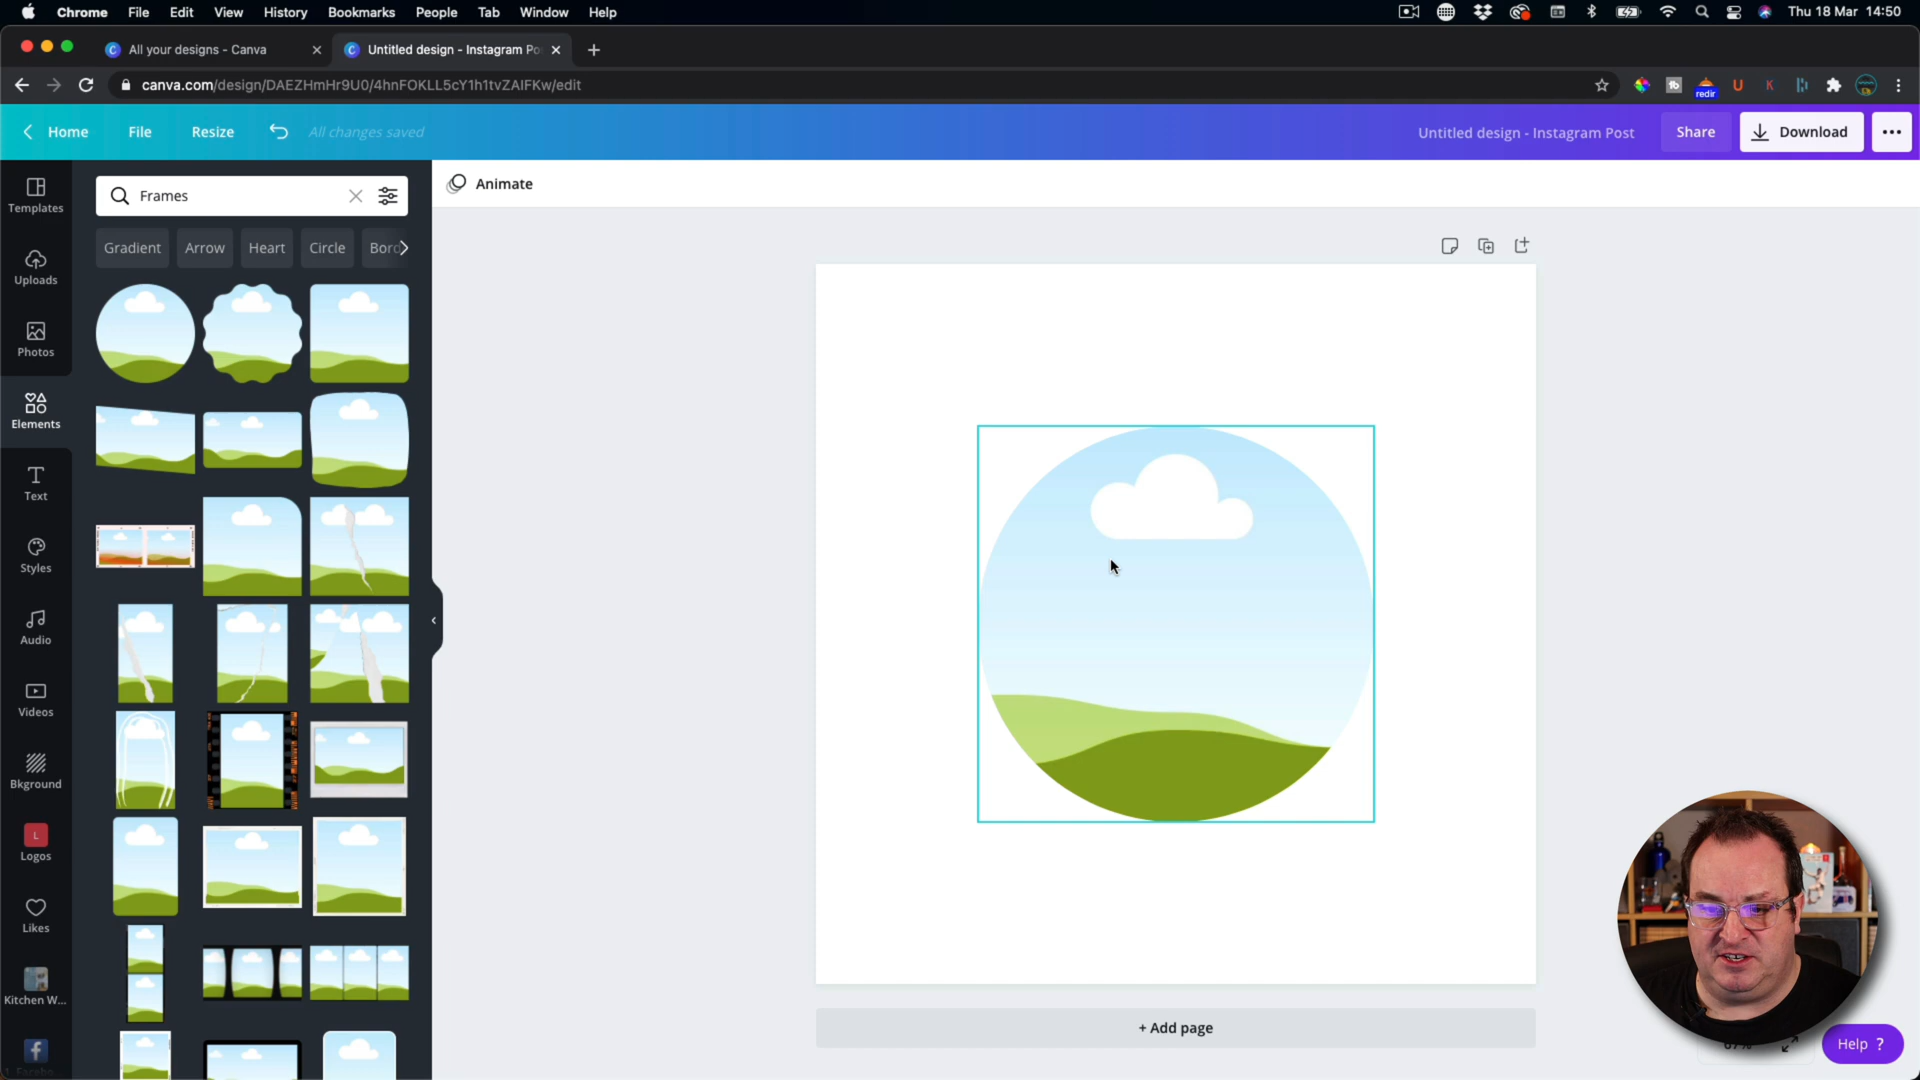 Chrome File Edit View History Bookmarks People Tab Window Help
Thu 18 Mar 14:50
All your designs - Canva
Untitled design - Instagram Po
canva.com/design/DAEZHmHr9U0/4hnFOKLL5cY1h1tvZAIFKw/edit
redir
Home File Resize All changes saved
Untitled design - Instagram Post Share Download
Templates
Uploads
Photos
Elements
Text
Styles
Audio
Videos
Bkground
L
Logos
Likes
Kitchen W...
Frames
Gradient Arrow Heart Circle Bord
Animate
+ Add page
Help ?